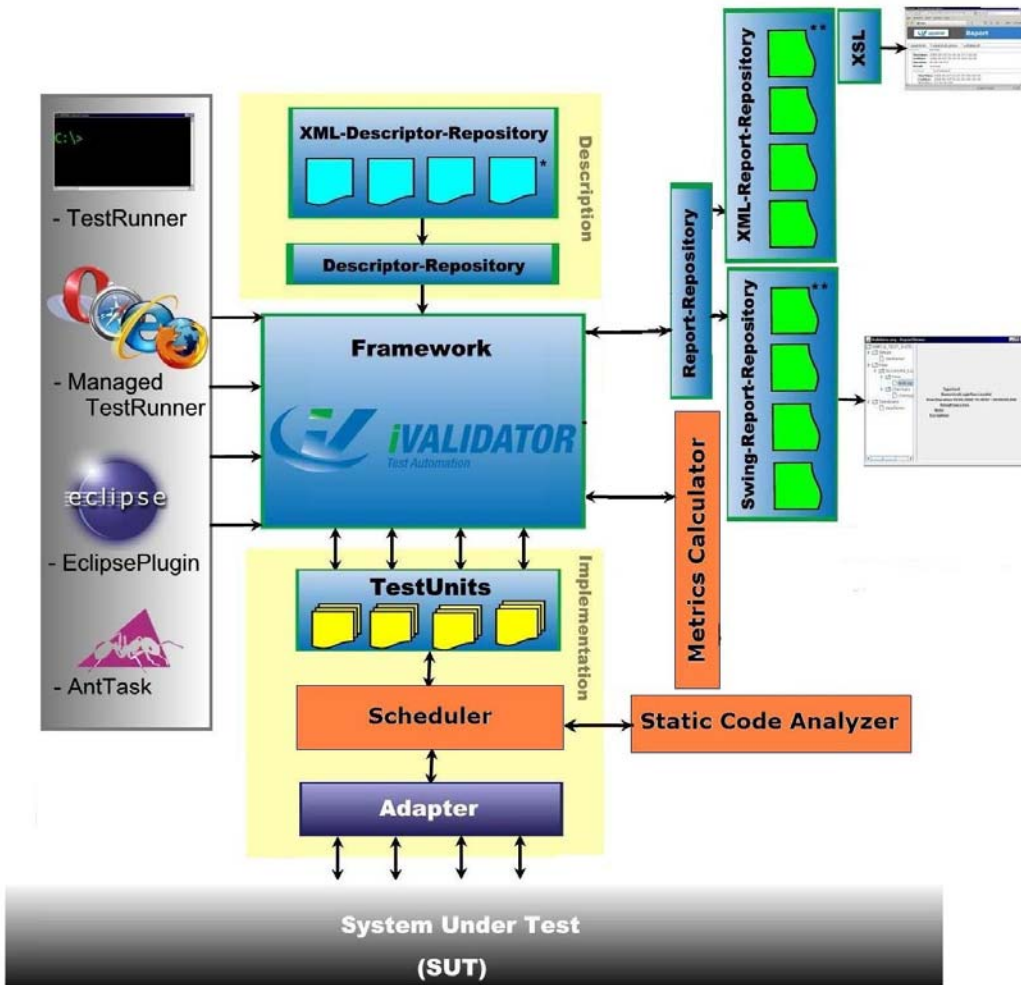 C:\>
- TestRunner
- Managed
TestRunner
eclipse
- EclipsePlugin
- AntTask
XML-Descriptor-Repository
*
Descriptor-Repository
Description
Framework
iVALIDATOR
Test Automation
TestUnits
Scheduler
Adapter
Implementation
Report-Repository
XML-Report-Repository
**
XSL
Report
Swing-Report-Repository
**
Metrics Calculator
Static Code Analyzer
System Under Test
(SUT)